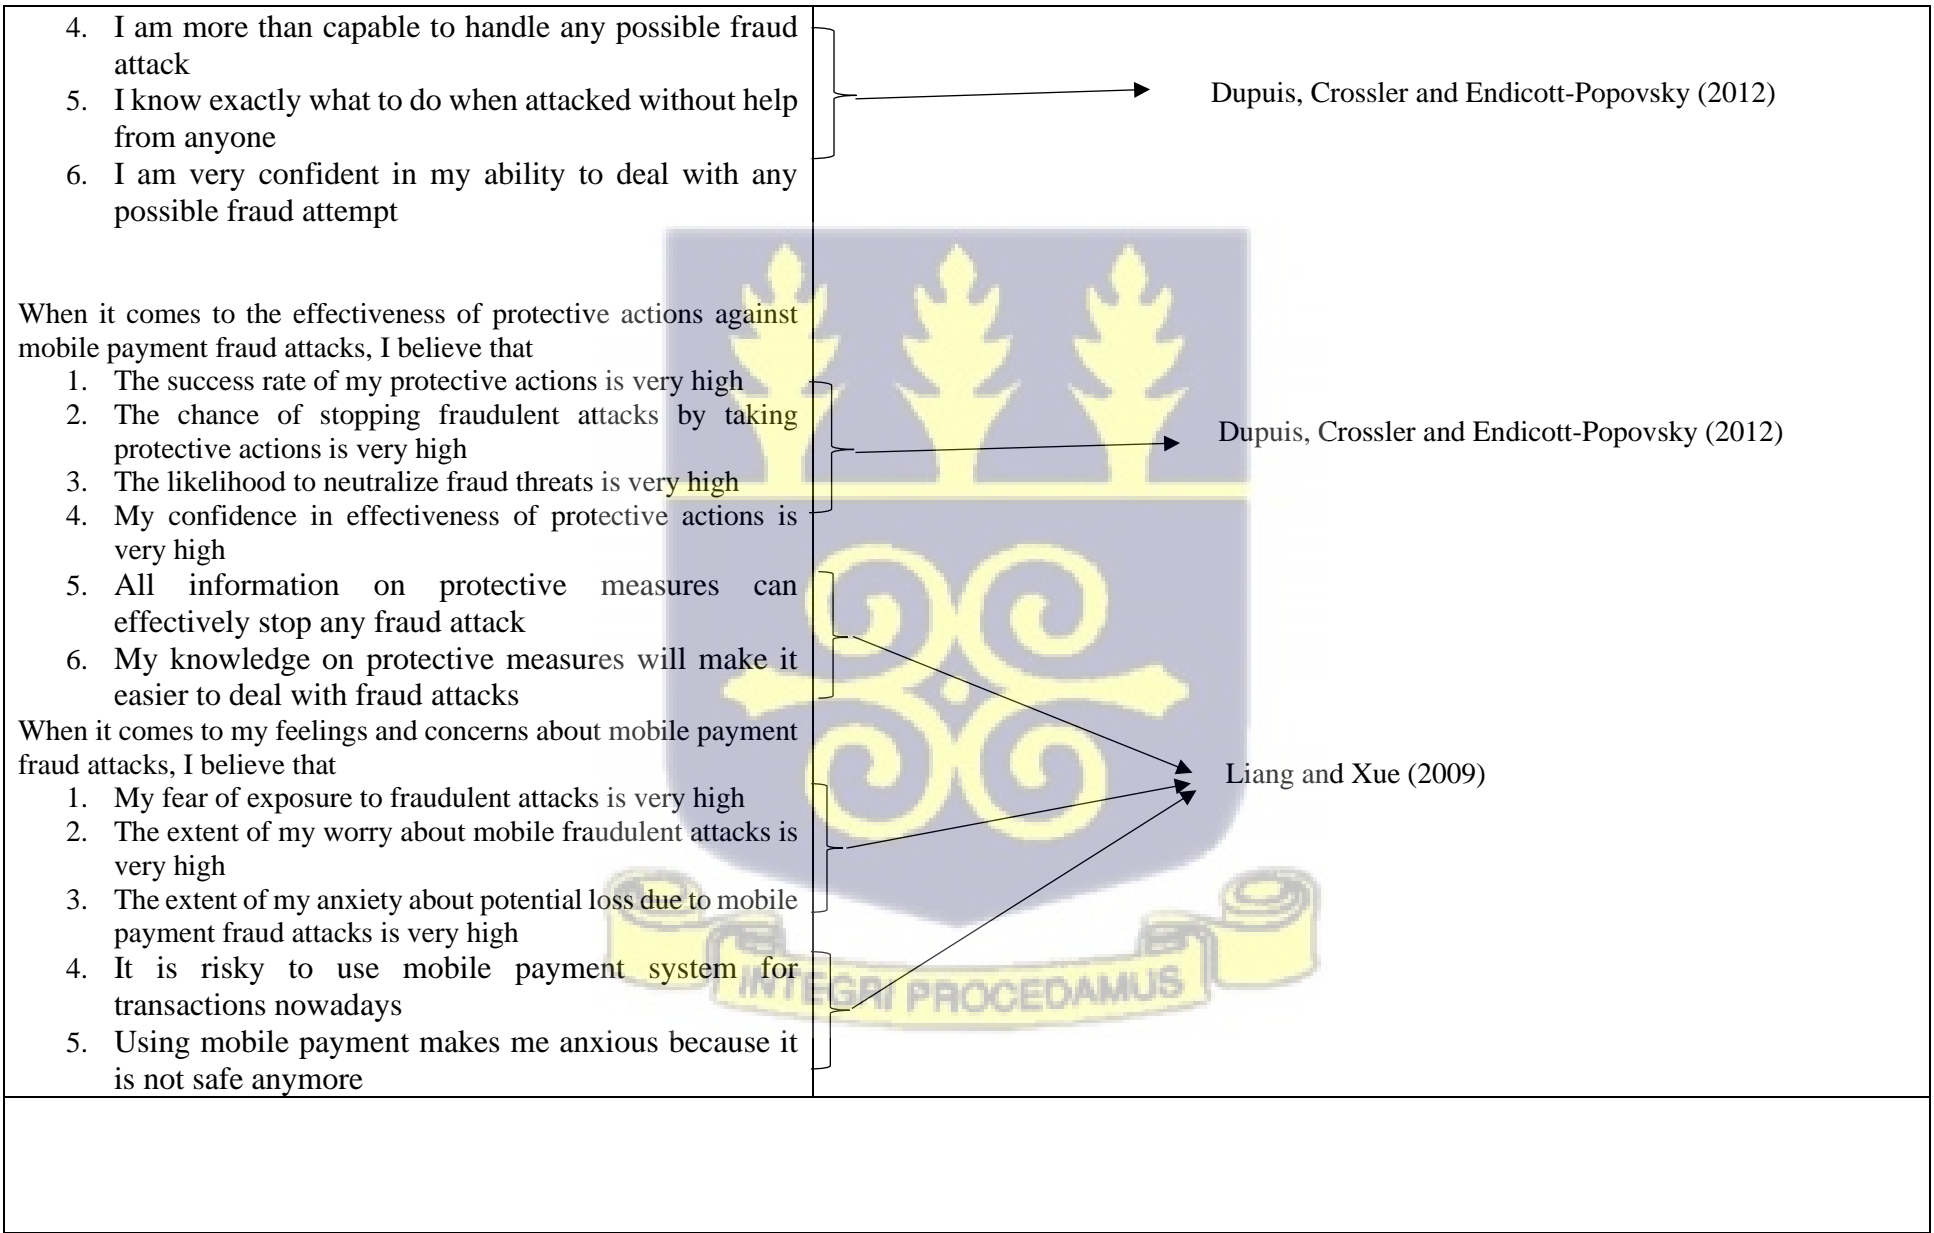 4. I am more than capable to handle any possible fraud
attack
5. I know exactly what to do when attacked without help
from anyone
6. I am very confident in my ability to deal with any
possible fraud attempt
Dupuis, Crossler and Endicott-Popovsky (2012)
When it comes to the effectiveness of protective actions against
mobile payment fraud attacks, I believe that
1. The success rate of my protective actions is very high
2. The chance of stopping fraudulent attacks by taking
protective actions is very high
3. The likelihood to neutralize fraud threats is very high
4. My confidence in effectiveness of protective actions is
very high
Dupuis, Crossler and Endicott-Popovsky (2012)
5. All information on protective measures can
effectively stop any fraud attack
6. My knowledge on protective measures will make it
easier to deal with fraud attacks
When it comes to my feelings and concerns about mobile payment
fraud attacks, I believe that
1. My fear of exposure to fraudulent attacks is very high
2. The extent of my worry about mobile fraudulent attacks is
very high
3. The extent of my anxiety about potential loss due to mobile
payment fraud attacks is very high
4. It is risky to use mobile payment system for
transactions nowadays
5. Using mobile payment makes me anxious because it
is not safe anymore
Liang and Xue (2009)
INTEGRI PROCEDAMUS